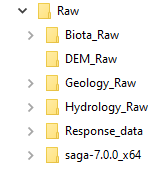 Raw
Biota_Raw
DEM_Raw
Geology_Raw
Hydrology_Raw
Response_data
saga-7.0.0_x64